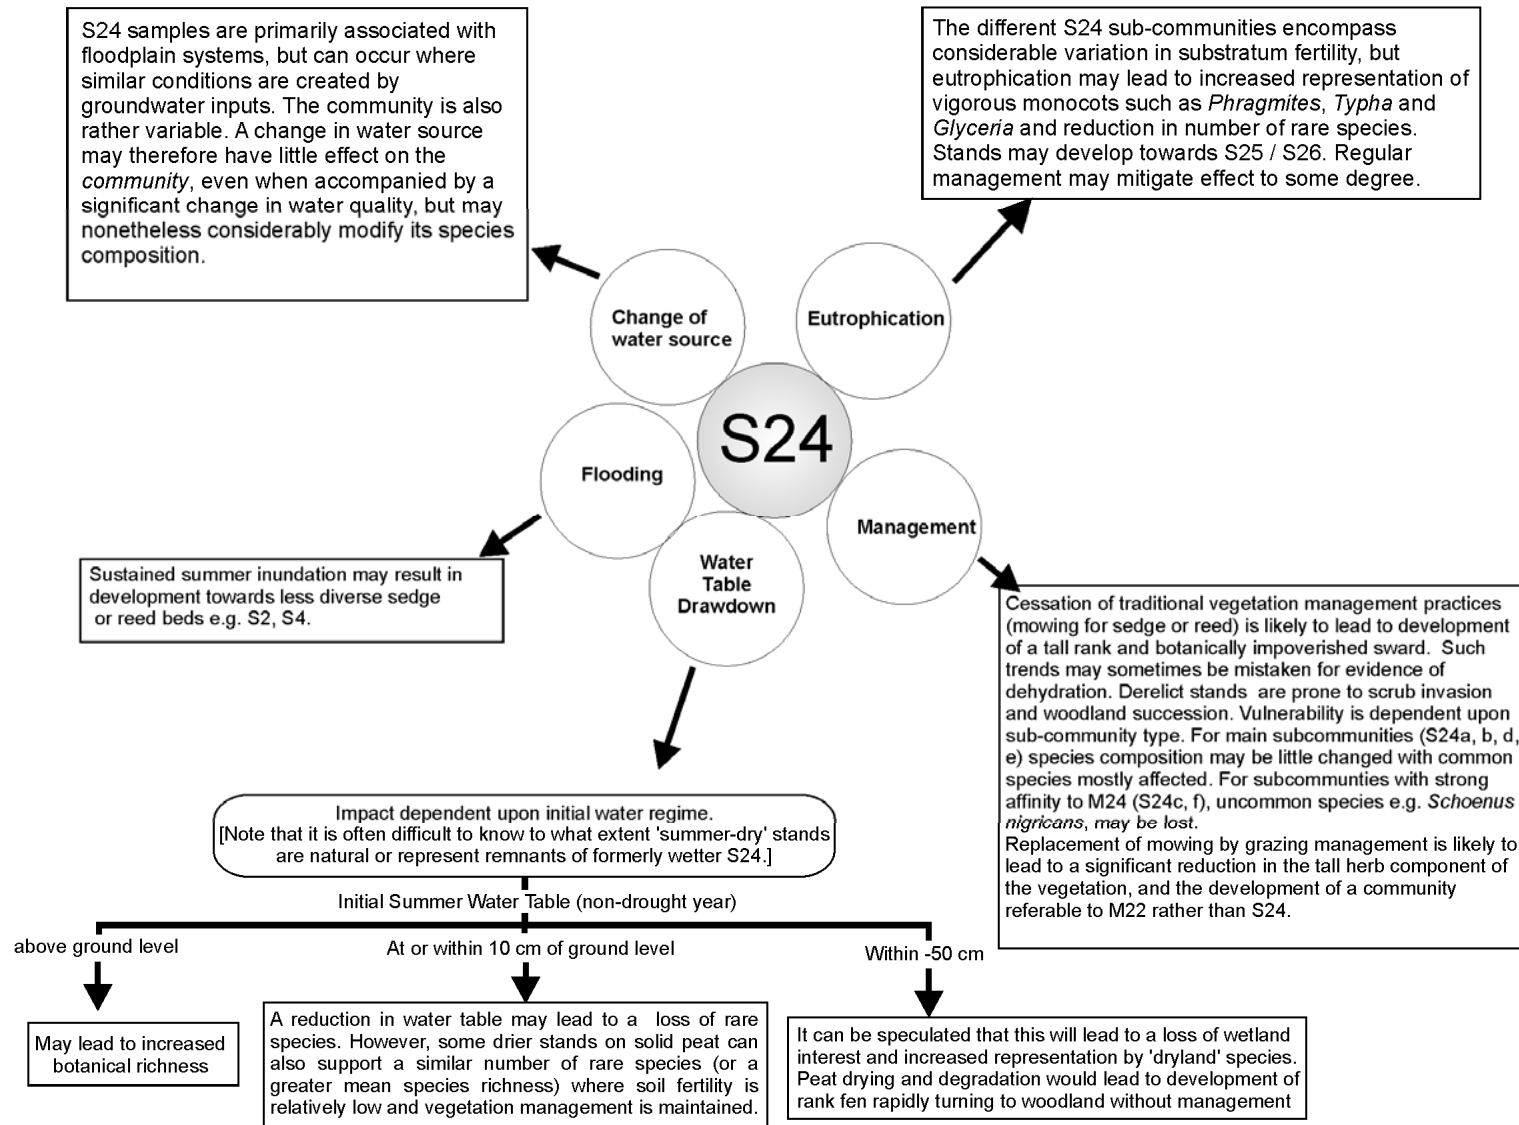 S24 samples are primarily associated with
floodplain systems, but can occur where
similar conditions are created by
groundwater inputs. The community is also
rather variable. A change in water source
may therefore have little effect on the
community, even when accompanied by a
significant change in water quality, but may
nonetheless considerably modify its species
composition.
The different S24 sub-communities encompass
considerable variation in substratum fertility, but
eutrophication may lead to increased representation of
vigorous monocots such as Phragmites, Typha and
Glyceria and reduction in number of rare species.
Stands may develop towards S25 / S26. Regular
management may mitigate effect to some degree.
Change of
water source
Eutrophication
S24
Flooding
Management
Water
Table
Drawdown
Sustained summer inundation may result in
development towards less diverse sedge
or reed beds e.g. S2, S4.
Cessation of traditional vegetation management practices
(mowing for sedge or reed) is likely to lead to development
of a tall rank and botanically impoverished sward. Such
trends may sometimes be mistaken for evidence of
dehydration. Derelict stands are prone to scrub invasion
and woodland succession. Vulnerability is dependent upon
sub-community type. For main subcommunities (S24a, b, d,
e) species composition may be little changed with common
species mostly affected. For subcommunties with strong
affinity to M24 (S24c, f), uncommon species e.g. Schoenus
nigricans, may be lost.
Replacement of mowing by grazing management is likely to
lead to a significant reduction in the tall herb component of
the vegetation, and the development of a community
referable to M22 rather than S24.
Impact dependent upon initial water regime.
[Note that it is often difficult to know to what extent 'summer-dry' stands
are natural or represent remnants of formerly wetter S24.]
Initial Summer Water Table (non-drought year)
above ground level
At or within 10 cm of ground level
Within -50 cm
May lead to increased
botanical richness
A reduction in water table may lead to a loss of rare
species. However, some drier stands on solid peat can
also support a similar number of rare species (or a
greater mean species richness) where soil fertility is
relatively low and vegetation management is maintained.
It can be speculated that this will lead to a loss of wetland
interest and increased representation by 'dryland' species.
Peat drying and degradation would lead to development of
rank fen rapidly turning to woodland without management